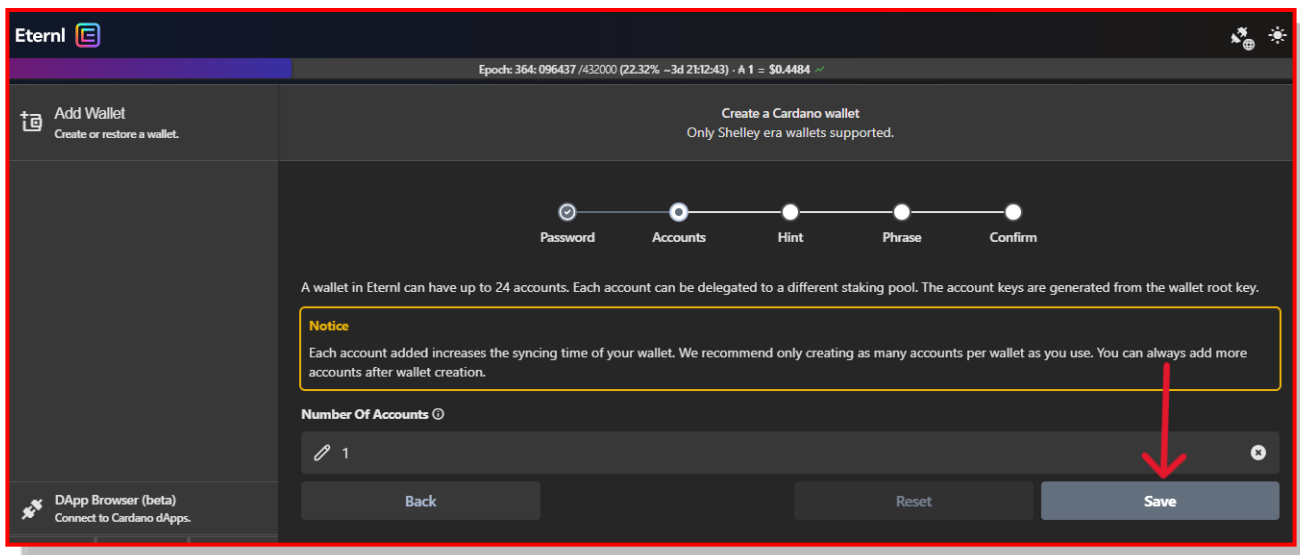 Eternl
Epoch: 364: 096437 /432000 (22.32% ~3d 21:12:43) · ₳ 1 = $0.4484
Add Wallet
Create or restore a wallet.
Create a Cardano wallet
Only Shelley era wallets supported.
Password
Accounts
Hint
Phrase
Confirm
A wallet in Eternl can have up to 24 accounts. Each account can be delegated to a different staking pool. The account keys are generated from the wallet root key.
Notice
Each account added increases the syncing time of your wallet. We recommend only creating as many accounts per wallet as you use. You can always add more
accounts after wallet creation.
Number Of Accounts
1
Back
Reset
Save
DApp Browser (beta)
Connect to Cardano dApps.